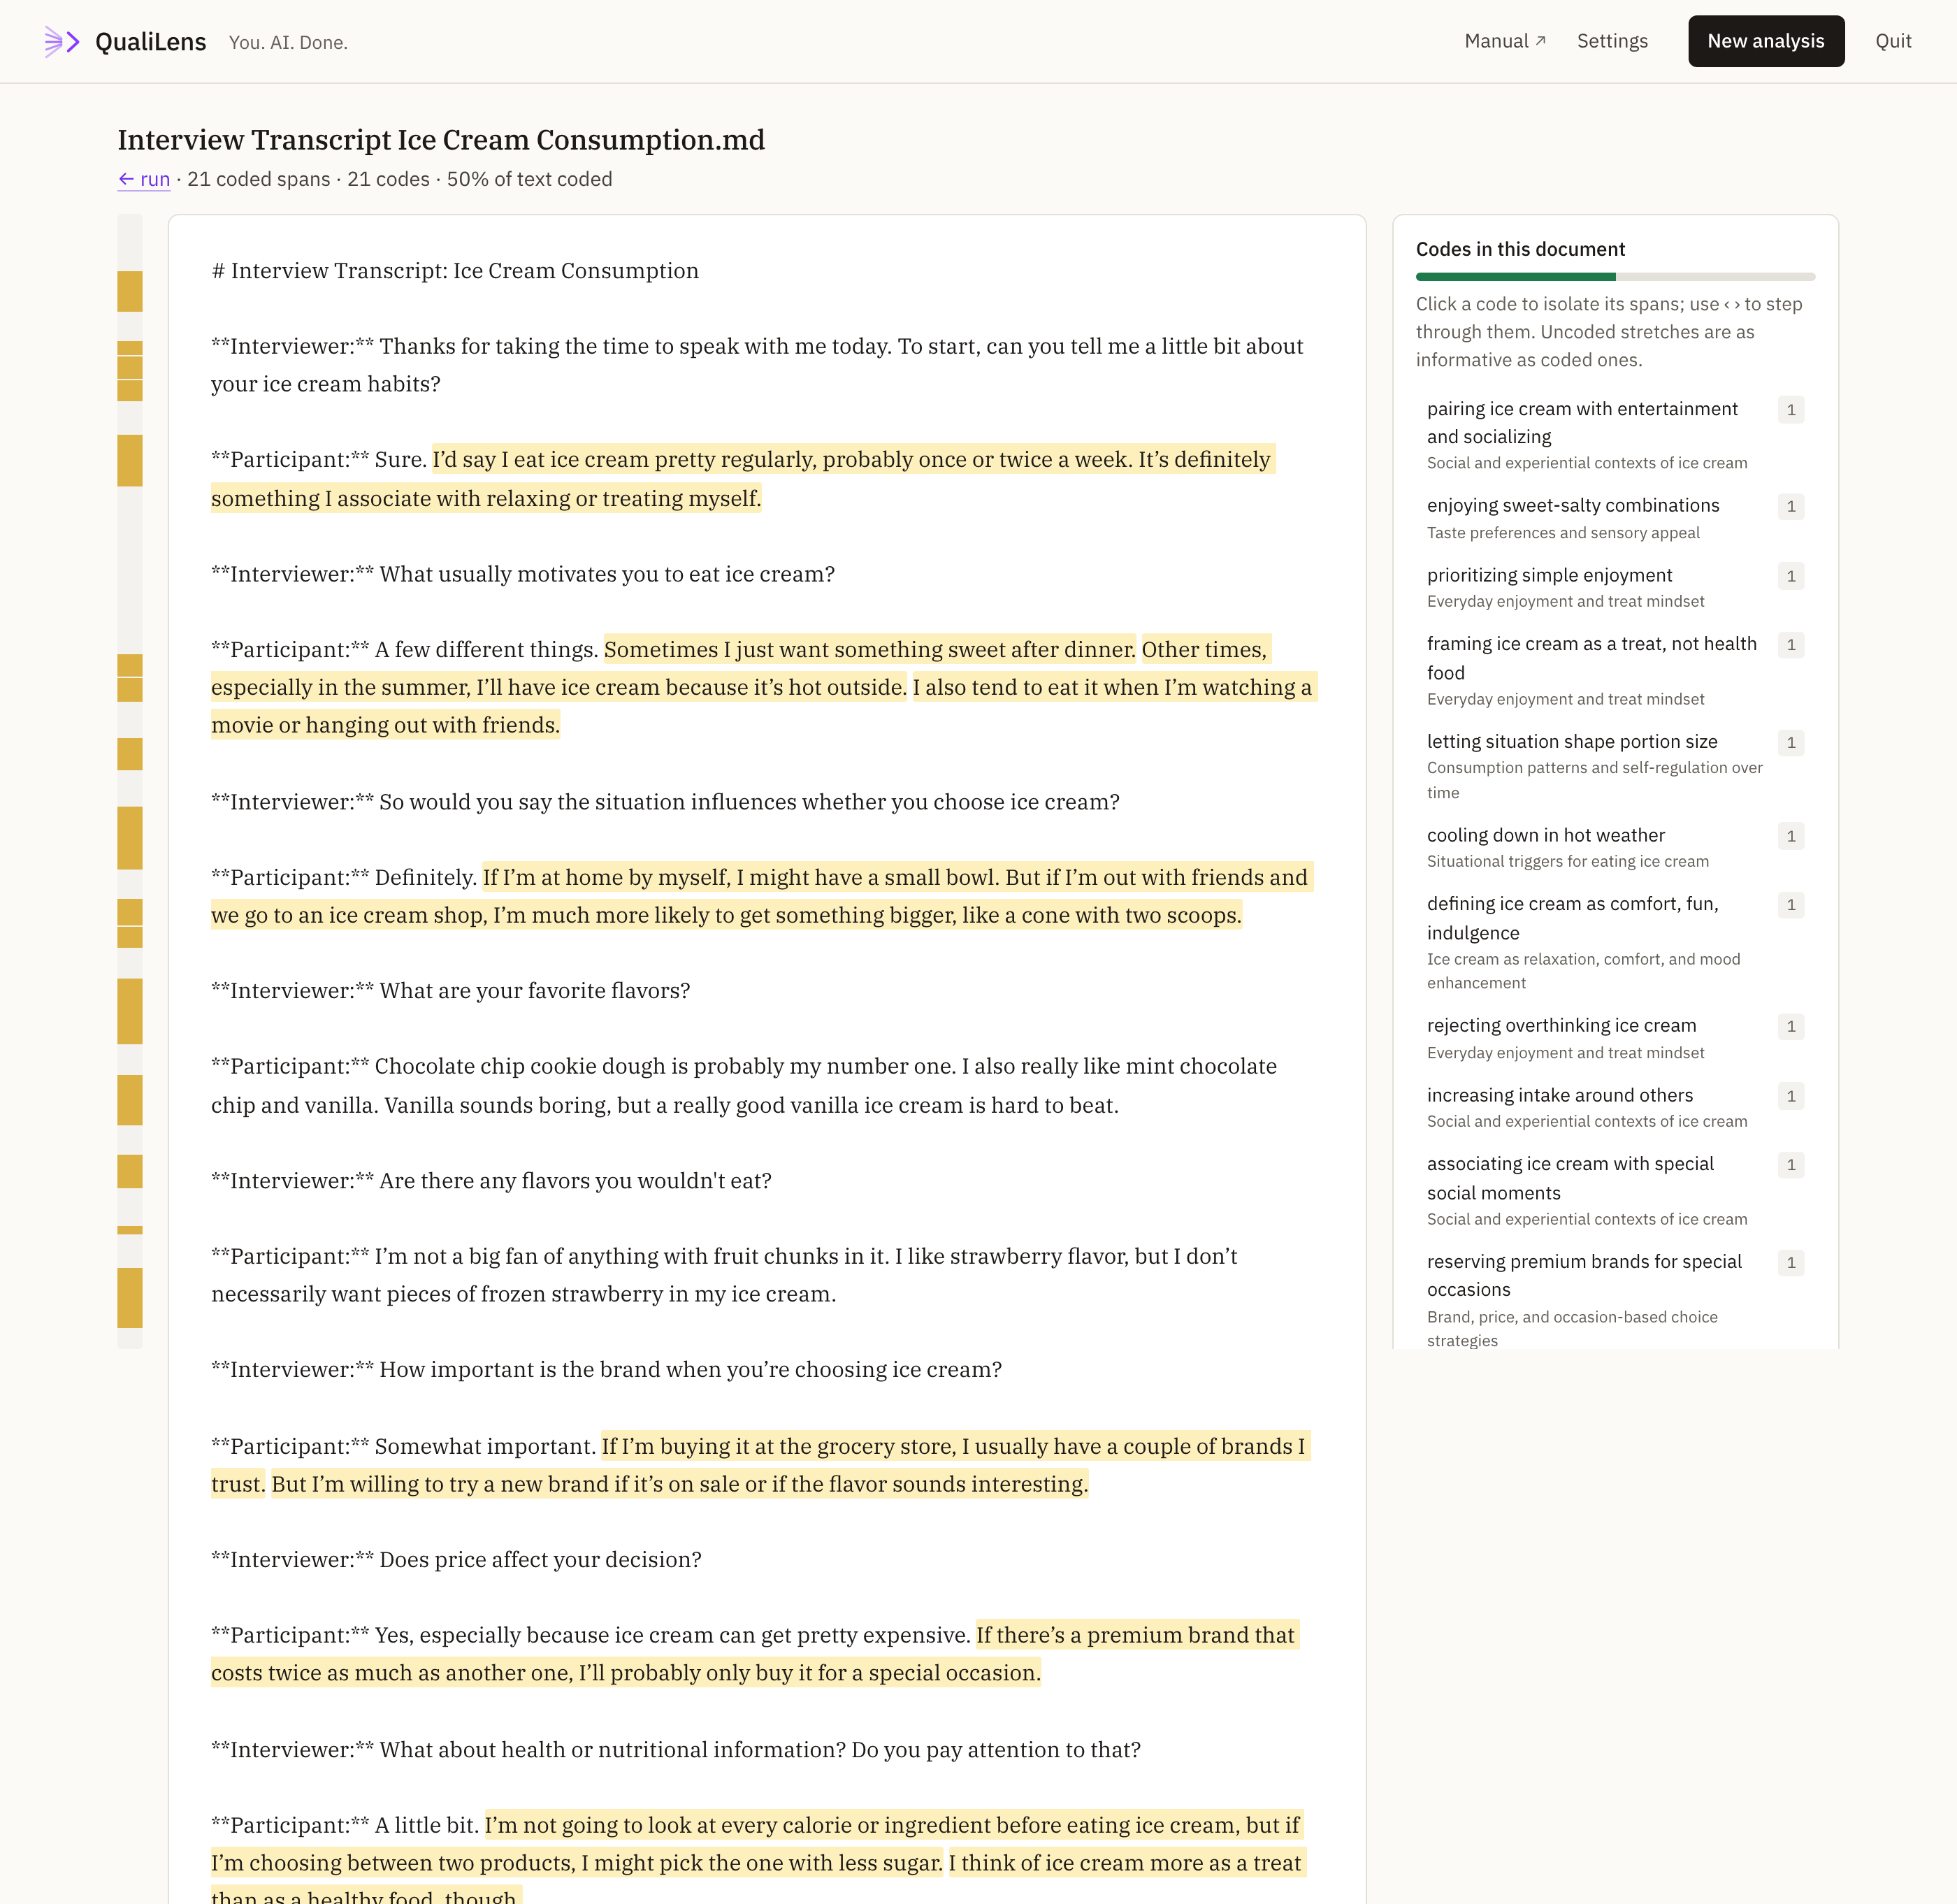 QualiLens You. AI. Done. Manual ↗ Settings New analysis Quit
Interview Transcript Ice Cream Consumption.md
← run · 21 coded spans · 21 codes · 50% of text coded
# Interview Transcript: Ice Cream Consumption
**Interviewer:** Thanks for taking the time to speak with me today. To start, can you tell me a little bit about
your ice cream habits?
**Participant:** Sure. I’d say I eat ice cream pretty regularly, probably once or twice a week. It’s definitely
something I associate with relaxing or treating myself.
**Interviewer:** What usually motivates you to eat ice cream?
**Participant:** A few different things. Sometimes I just want something sweet after dinner. Other times,
especially in the summer, I’ll have ice cream because it’s hot outside. I also tend to eat it when I’m watching a
movie or hanging out with friends.
**Interviewer:** So would you say the situation influences whether you choose ice cream?
**Participant:** Definitely. If I’m at home by myself, I might have a small bowl. But if I’m out with friends and
we go to an ice cream shop, I’m much more likely to get something bigger, like a cone with two scoops.
**Interviewer:** What are your favorite flavors?
**Participant:** Chocolate chip cookie dough is probably my number one. I also really like mint chocolate
chip and vanilla. Vanilla sounds boring, but a really good vanilla ice cream is hard to beat.
**Interviewer:** Are there any flavors you wouldn't eat?
**Participant:** I’m not a big fan of anything with fruit chunks in it. I like strawberry flavor, but I don’t
necessarily want pieces of frozen strawberry in my ice cream.
**Interviewer:** How important is the brand when you’re choosing ice cream?
**Participant:** Somewhat important. If I’m buying it at the grocery store, I usually have a couple of brands I
trust. But I’m willing to try a new brand if it’s on sale or if the flavor sounds interesting.
**Interviewer:** Does price affect your decision?
**Participant:** Yes, especially because ice cream can get pretty expensive. If there’s a premium brand that
costs twice as much as another one, I’ll probably only buy it for a special occasion.
**Interviewer:** What about health or nutritional information? Do you pay attention to that?
**Participant:** A little bit. I’m not going to look at every calorie or ingredient before eating ice cream, but if
I’m choosing between two products, I might pick the one with less sugar. I think of ice cream more as a treat
than as a healthy food, though.
Codes in this document
Click a code to isolate its spans; use ‹ › to step
through them. Uncoded stretches are as
informative as coded ones.
pairing ice cream with entertainment 1
and socializing
Social and experiential contexts of ice cream
enjoying sweet-salty combinations 1
Taste preferences and sensory appeal
prioritizing simple enjoyment 1
Everyday enjoyment and treat mindset
framing ice cream as a treat, not health 1
food
Everyday enjoyment and treat mindset
letting situation shape portion size 1
Consumption patterns and self-regulation over
time
cooling down in hot weather 1
Situational triggers for eating ice cream
defining ice cream as comfort, fun, 1
indulgence
Ice cream as relaxation, comfort, and mood
enhancement
rejecting overthinking ice cream 1
Everyday enjoyment and treat mindset
increasing intake around others 1
Social and experiential contexts of ice cream
associating ice cream with special 1
social moments
Social and experiential contexts of ice cream
reserving premium brands for special 1
occasions
Brand, price, and occasion-based choice
strategies